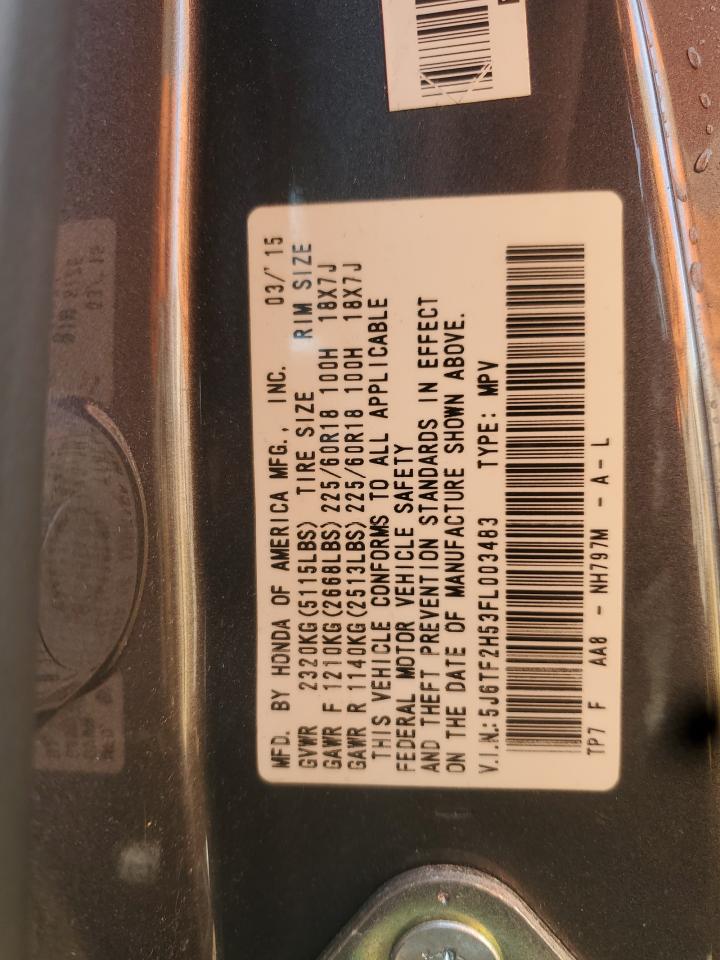 MFD. BY HONDA OF AMERICA MFG., INC. 03/'15
GVWR 2320KG(5115LBS) TIRE SIZE RIM SIZE
GAWR F 1210KG(2668LBS) 225/60R18 100H 18X7J
GAWR R 1140KG(2513LBS) 225/60R18 100H 18X7J
THIS VEHICLE CONFORMS TO ALL APPLICABLE
FEDERAL MOTOR VEHICLE SAFETY
AND THEFT PREVENTION STANDARDS IN EFFECT
ON THE DATE OF MANUFACTURE SHOWN ABOVE.
V.I.N.: 5J6TF2H53FL003483 TYPE: MPV
TP7 F AA8 - NH797M - A - L